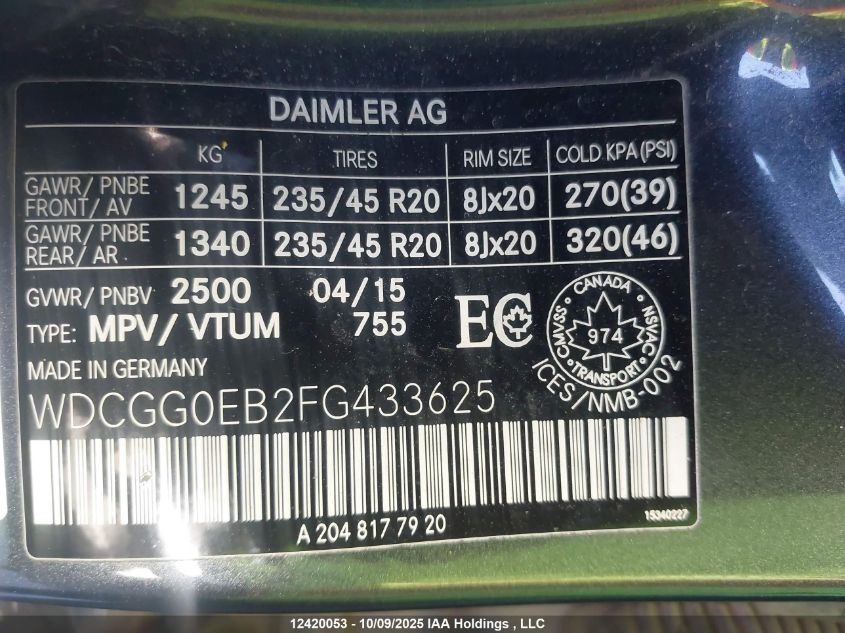 DAIMLER AG
KG TIRES RIM SIZE COLD KPA(PSI)
GAWR/ PNBE FRONT/ AV 1245 235/45 R20 8Jx20 270(39)
GAWR/ PNBE REAR/ AR 1340 235/45 R20 8Jx20 320(46)
GVWR/ PNBV 2500 04/15
TYPE: MPV/ VTUM 755
EC
CANADA
CMVSS 974 NSVAC
TRANSPORT
ICES/NMB-002
MADE IN GERMANY
WDCGG0EB2FG433625
A 204 817 79 20
15340227
12420053 - 10/09/2025 IAA Holdings , LLC